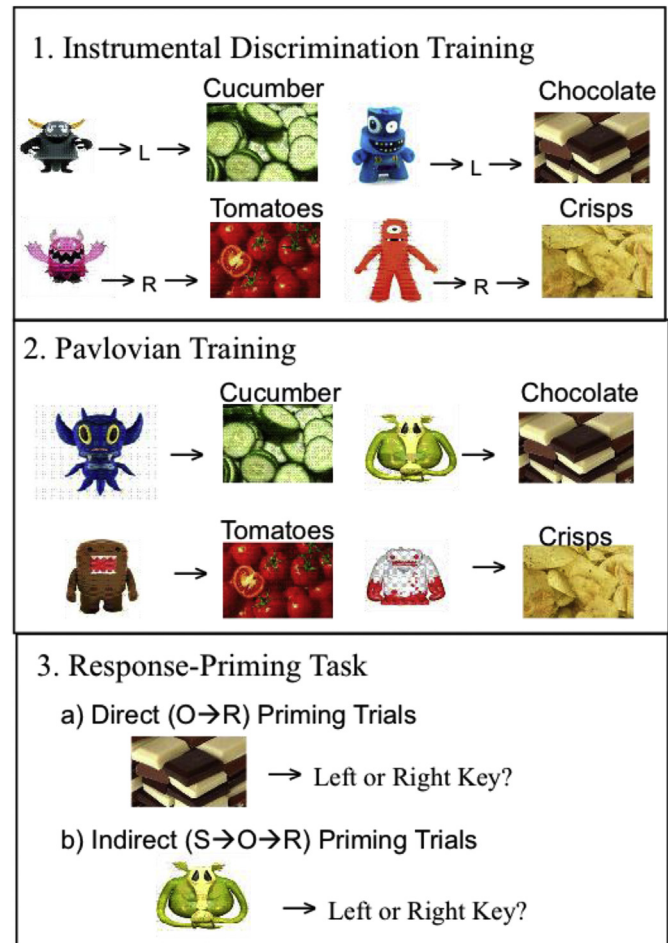 1. Instrumental Discrimination Training
Cucumber
Chocolate
→ L →
→ L →
Tomatoes
Crisps
→ R →
→ R →
2. Pavlovian Training
Cucumber
Chocolate
→
→
Tomatoes
Crisps
→
→
3. Response-Priming Task
a) Direct (O→R) Priming Trials
→ Left or Right Key?
b) Indirect (S→O→R) Priming Trials
→ Left or Right Key?